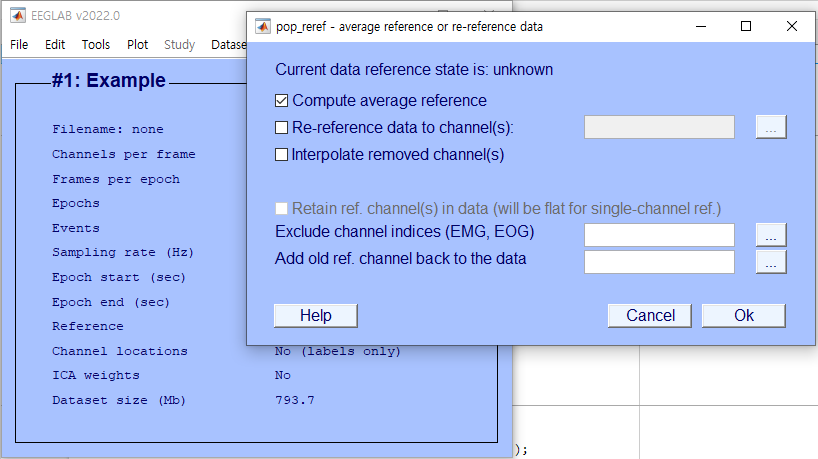 EEGLAB v2022.0
File Edit Tools Plot Study Datase
#1: Example
Filename: none
Channels per frame
Frames per epoch
Epochs
Events
Sampling rate (Hz)
Epoch start (sec)
Epoch end (sec)
Reference
Channel locations No (labels only)
ICA weights No
Dataset size (Mb) 793.7
);
pop_reref - average reference or re-reference data
Current data reference state is: unknown
Compute average reference
Re-reference data to channel(s): ...
Interpolate removed channel(s)
Retain ref. channel(s) in data (will be flat for single-channel ref.)
Exclude channel indices (EMG, EOG) ...
Add old ref. channel back to the data ...
Help Cancel Ok